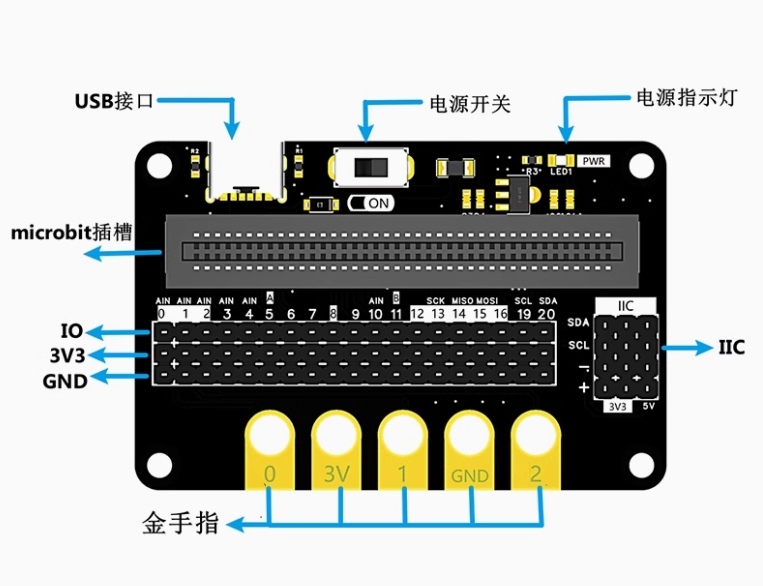 USB接口
电源开关
电源指示灯
R2
R1
R3
LED1
PWR
ON
microbit插槽
AIN AIN AIN AIN AIN A AIN B SCK MISO MOSI SCL SDA
0 1 2 3 4 5 6 7 8 9 10 11 12 13 14 15 16 19 20
IIC
SDA
SCL
-
+
3V3 5V
IO
3V3
GND
IIC
0 3V 1 GND 2
金手指